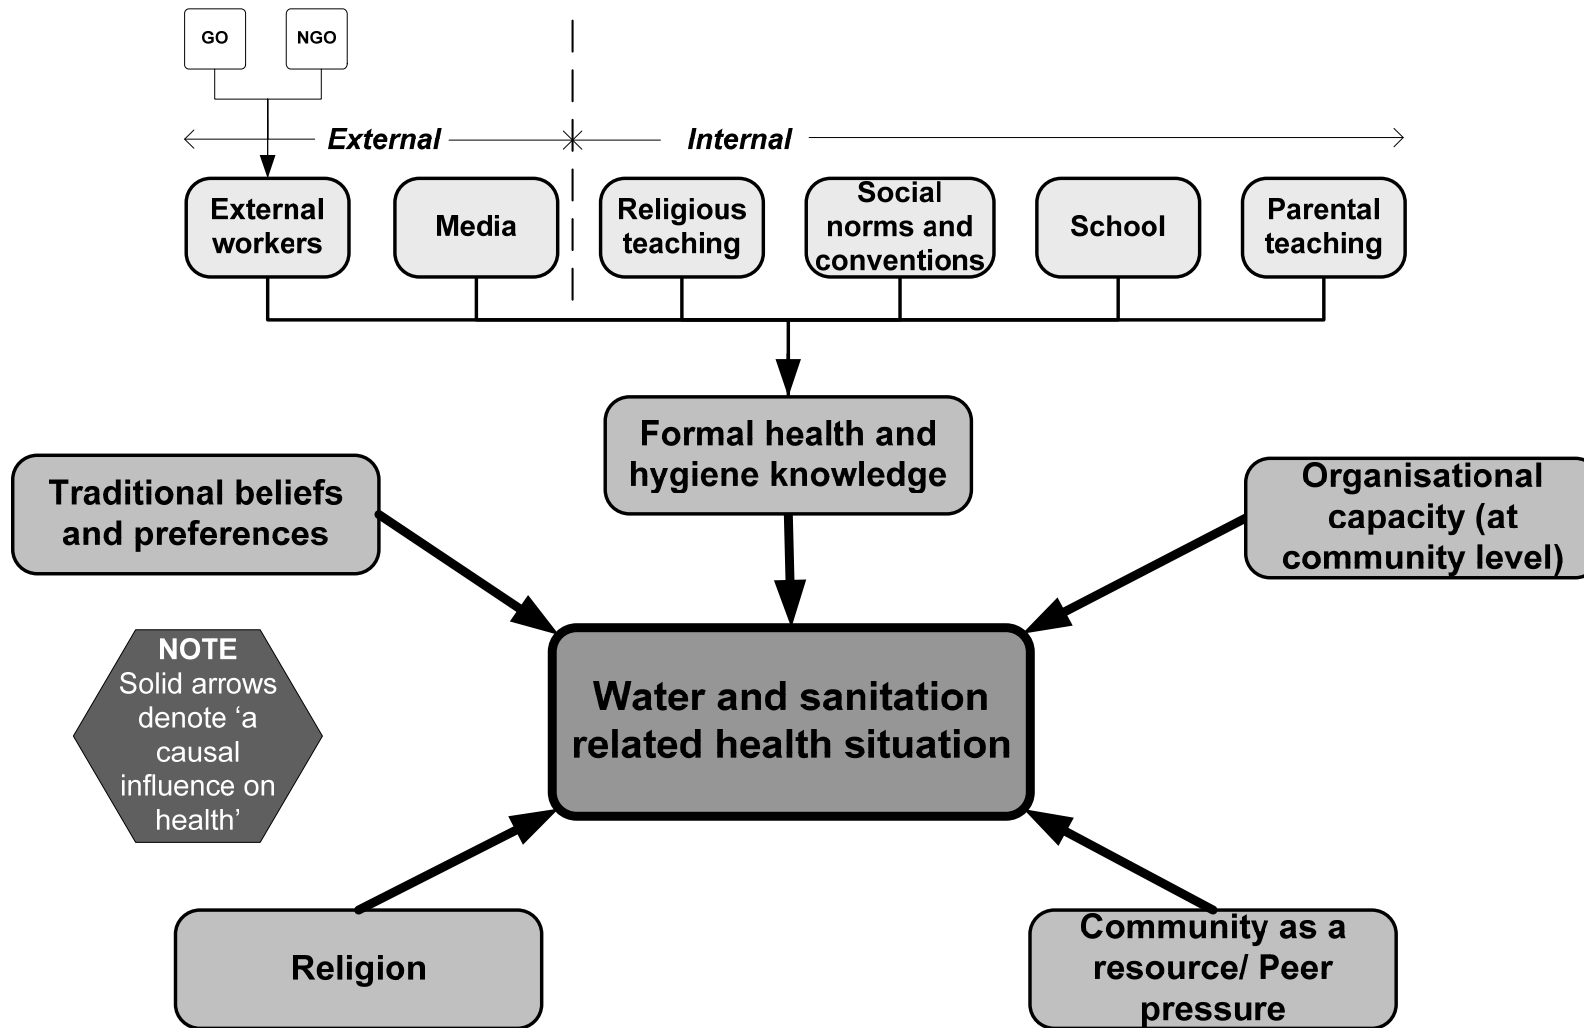 GO
NGO
External
Internal
External
workers
Media
Religious
teaching
Social
norms and
conventions
School
Parental
teaching
Formal health and
hygiene knowledge
Traditional beliefs
and preferences
Organisational
capacity (at
community level)
NOTE
Solid arrows
denote ‘a
causal
influence on
health’
Water and sanitation
related health situation
Religion
Community as a
resource/ Peer
pressure